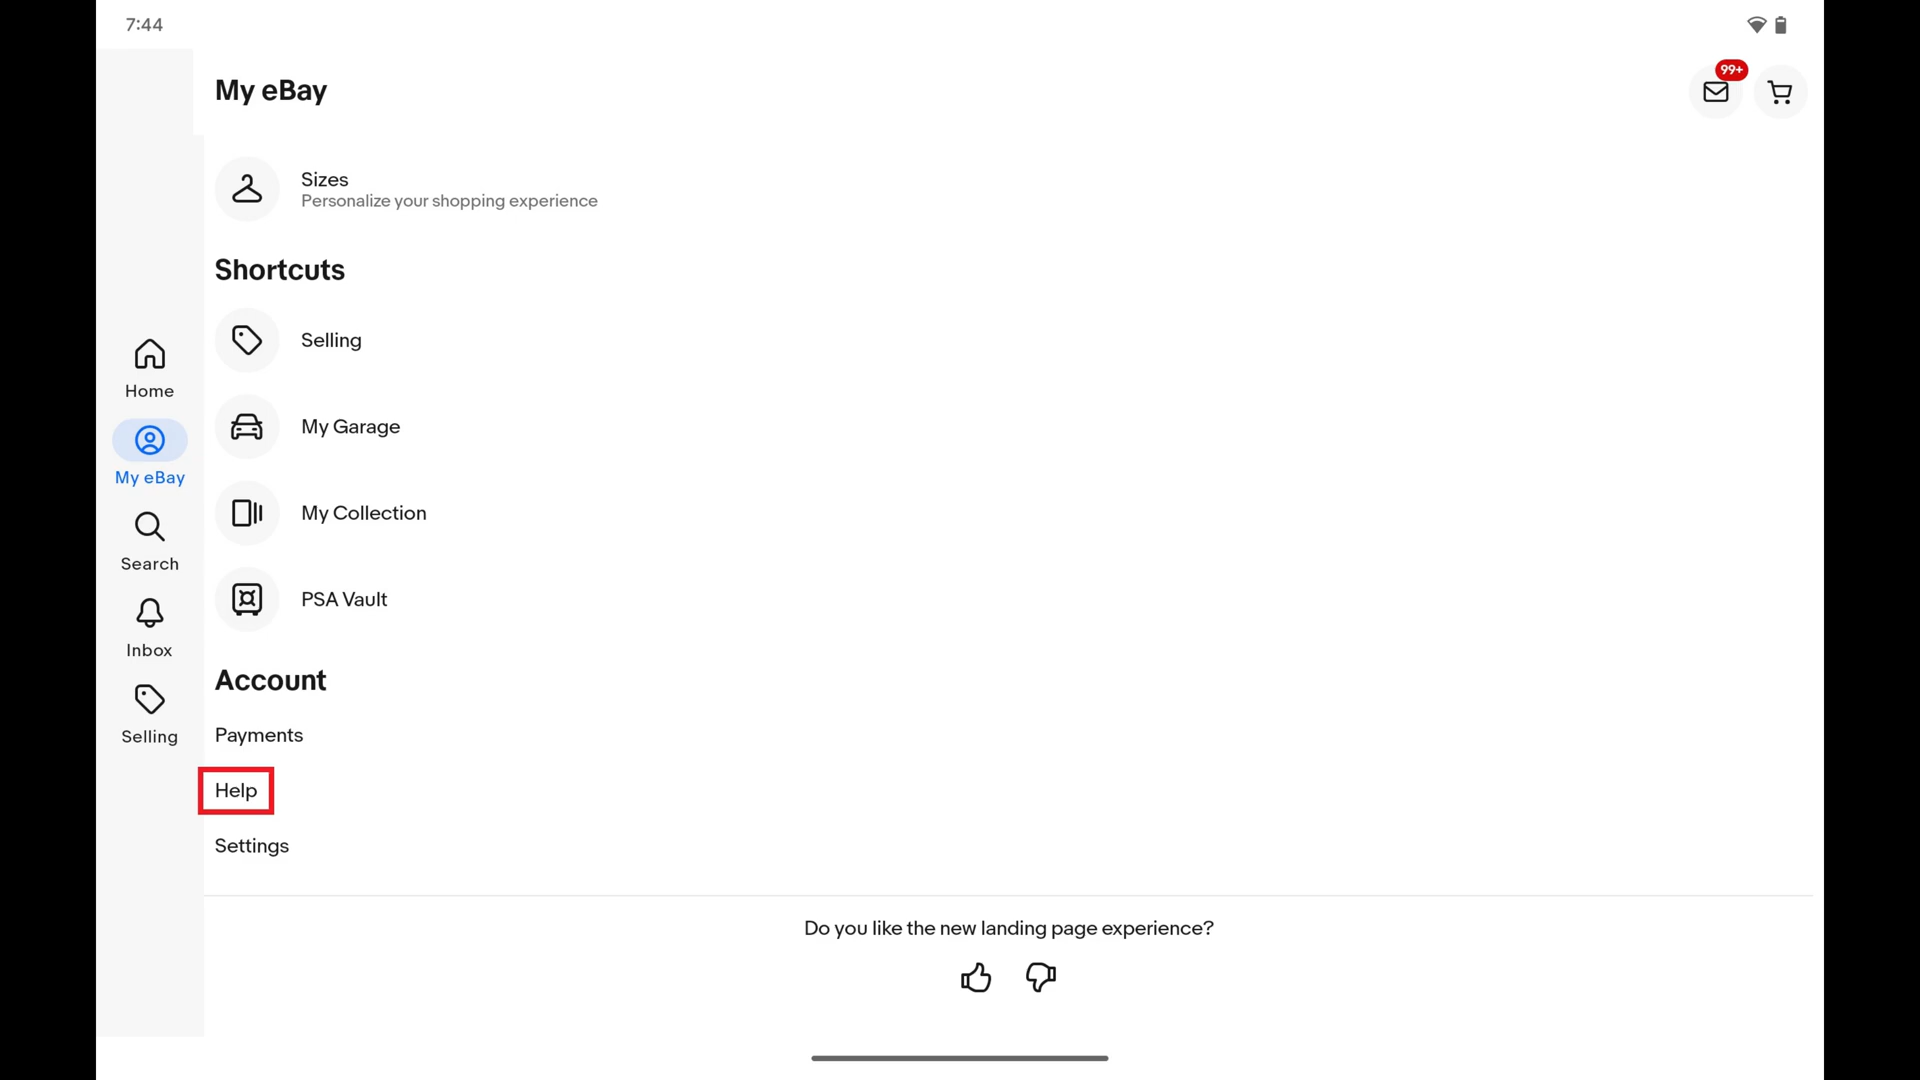 7:44
My eBay
99+
Sizes
Personalize your shopping experience
Shortcuts
Selling
My Garage
My Collection
PSA Vault
Account
Payments
Help
Settings
Home
My eBay
Search
Inbox
Selling
Do you like the new landing page experience?